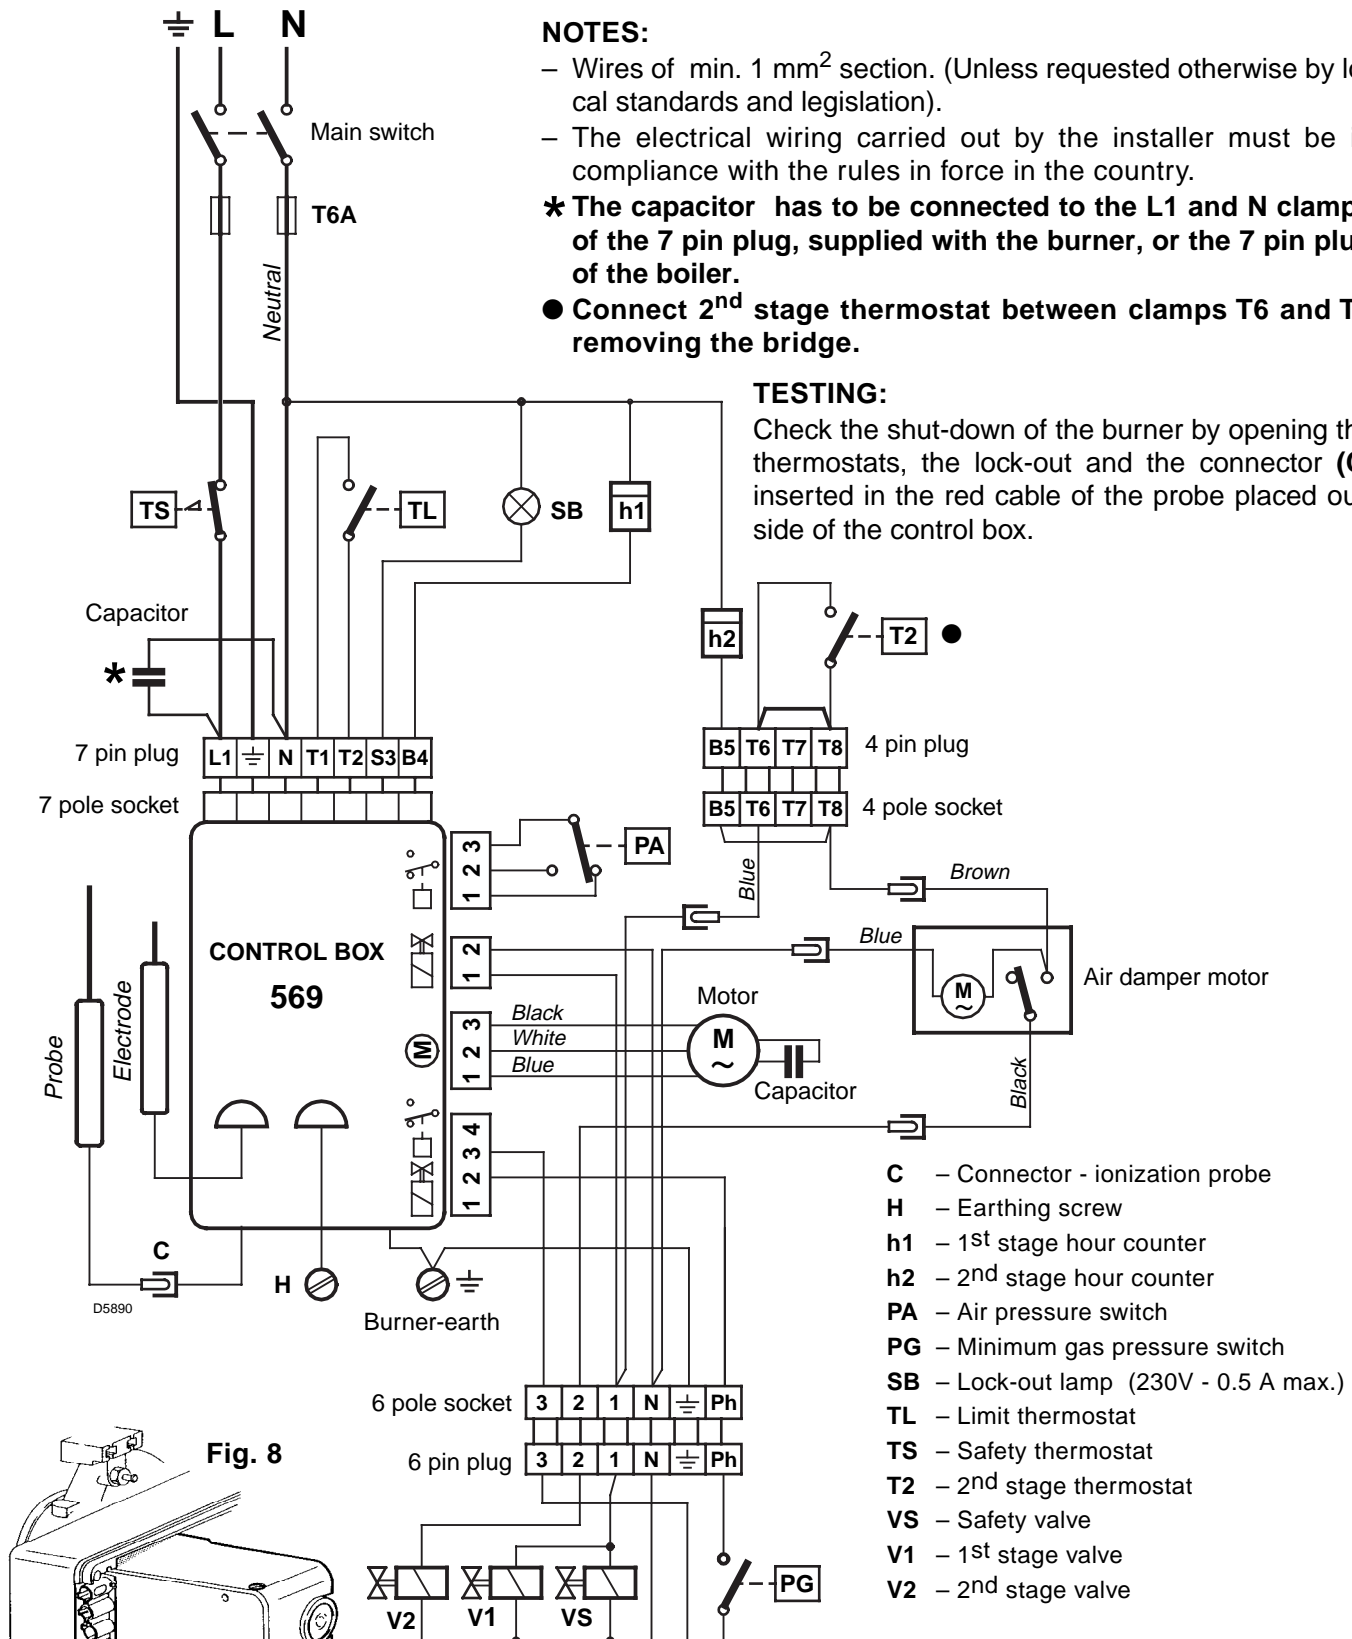 L N
NOTES:
– Wires of min. 1 mm2 section. (Unless requested otherwise by lo
cal standards and legislation).
– The electrical wiring carried out by the installer must be
compliance with the rules in force in the country.
* The capacitor has to be connected to the L1 and N clamp
of the 7 pin plug, supplied with the burner, or the 7 pin plu
of the boiler.
● Connect 2nd stage thermostat between clamps T6 and T
removing the bridge.
Main switch
T6A
Neutral
TESTING:
Check the shut-down of the burner by opening th
thermostats, the lock-out and the connector (C
inserted in the red cable of the probe placed ou
side of the control box.
TS
TL
SB
h1
Capacitor
*
h2
T2 ●
7 pin plug
L1 N T1 T2 S3 B4
B5 T6 T7 T8
4 pin plug
7 pole socket
B5 T6 T7 T8
4 pole socket
3 2 1
PA
Blue
Brown
CONTROL BOX
569
2 1
Blue
Air damper motor
M
~
Probe
Electrode
M
3 2 1
Black
White
Blue
Motor
M
~
Capacitor
Black
4 3 2 1
C
H
D5890
Burner-earth
C – Connector - ionization probe
H – Earthing screw
h1 – 1st stage hour counter
h2 – 2nd stage hour counter
PA – Air pressure switch
PG – Minimum gas pressure switch
SB – Lock-out lamp (230V - 0.5 A max.)
TL – Limit thermostat
TS – Safety thermostat
T2 – 2nd stage thermostat
VS – Safety valve
V1 – 1st stage valve
V2 – 2nd stage valve
6 pole socket
3 2 1 N Ph
6 pin plug
3 2 1 N Ph
Fig. 8
V2
V1
VS
PG